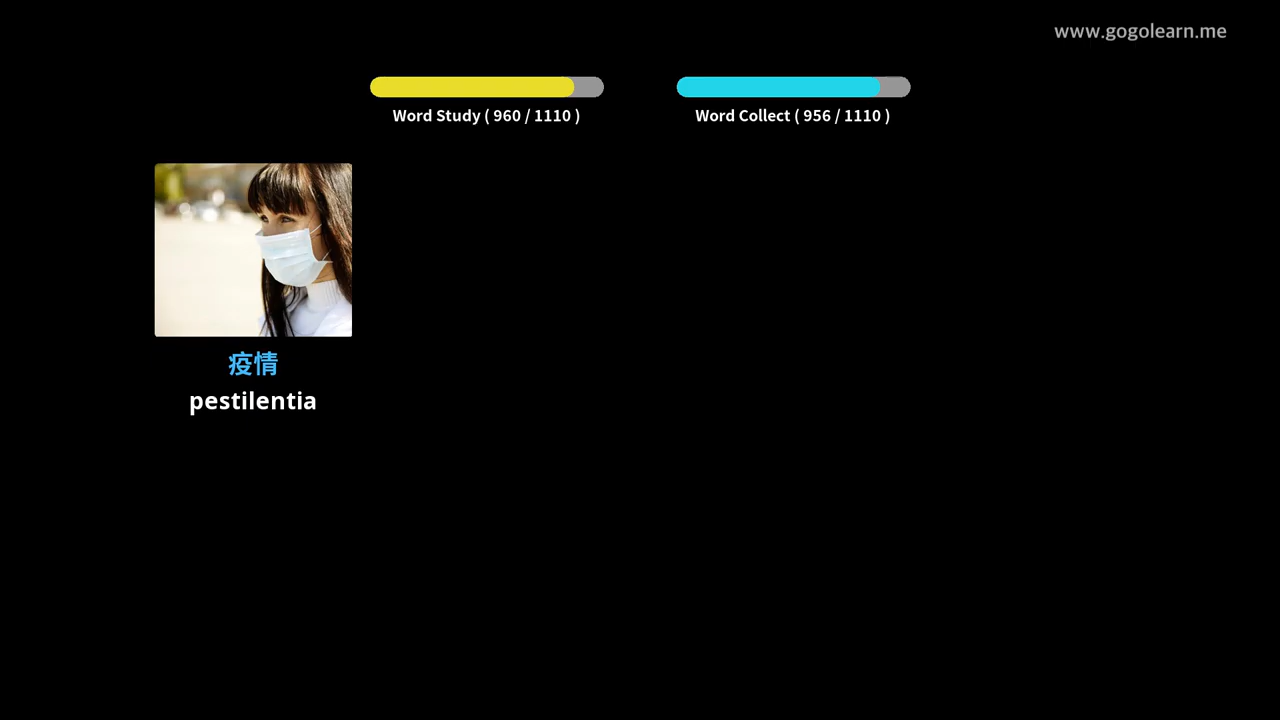 www.gogolearn.me
Word Study ( 960 / 1110 )
Word Collect ( 956 / 1110 )
疫情
pestilentia